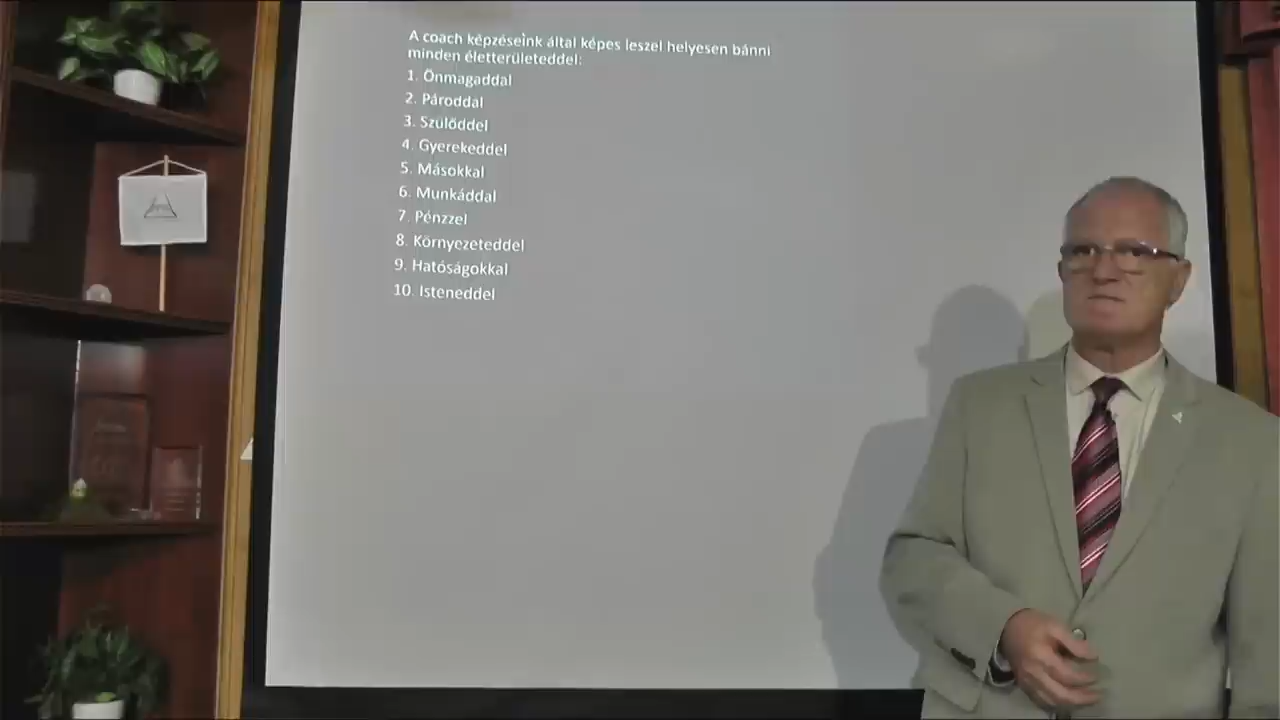 A coach képzéseink által képes leszel helyesen bánni
minden életterületeddel:
1. Önmagaddal
2. Pároddal
3. Szülőddel
4. Gyerekeddel
5. Másokkal
6. Munkáddal
7. Pénzzel
8. Környezeteddel
9. Hatóságokkal
10. Isteneddel